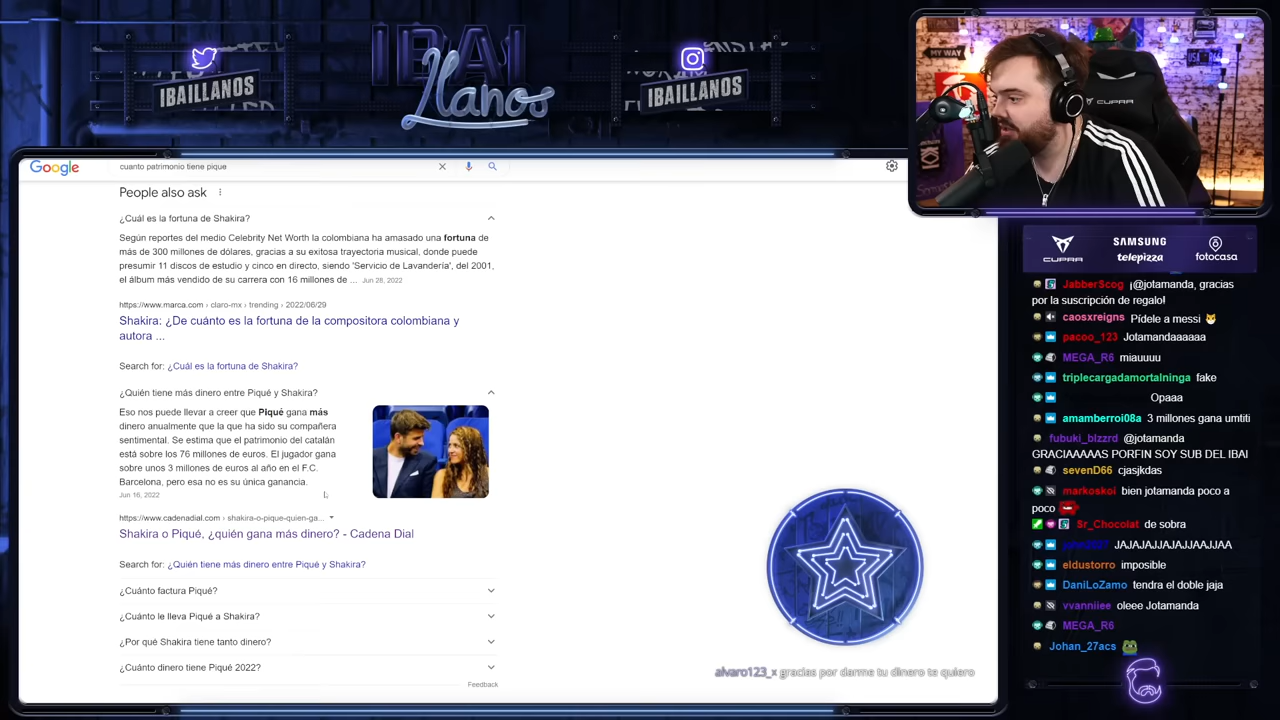 IBAI
Llanos
IBAILLANOS
IBAILLANOS
MY WAY
CUPRA
Google
cuanto patrimonio tiene pique
People also ask
¿Cuál es la fortuna de Shakira?
Según reportes del medio Celebrity Net Worth la colombiana ha amasado una fortuna de
más de 300 millones de dólares, gracias a su exitosa trayectoria musical, donde puede
presumir 11 discos de estudio y cinco en directo, siendo 'Servicio de Lavandería', del 2001,
el álbum más vendido de su carrera con 16 millones de ... Jun 28, 2022
https://www.marca.com › claro-mx › trending › 2022/06/29
Shakira: ¿De cuánto es la fortuna de la compositora colombiana y
autora ...
Search for: ¿Cuál es la fortuna de Shakira?
¿Quién tiene más dinero entre Piqué y Shakira?
Eso nos puede llevar a creer que Piqué gana más
dinero anualmente que la que ha sido su compañera
sentimental. Se estima que el patrimonio del catalán
está sobre los 76 millones de euros. El jugador gana
sobre unos 3 millones de euros al año en el F.C.
Barcelona, pero esa no es su única ganancia.
Jun 16, 2022
https://www.cadenadial.com › shakira-o-pique-quien-ga...
Shakira o Piqué, ¿quién gana más dinero? - Cadena Dial
Search for: ¿Quién tiene más dinero entre Piqué y Shakira?
¿Cuánto factura Piqué?
¿Cuánto le lleva Piqué a Shakira?
¿Por qué Shakira tiene tanto dinero?
¿Cuánto dinero tiene Piqué 2022?
Feedback
alvaro123_x gracias por darme tu dinero te quiero
CUPRA
SAMSUNG
telepizza
fotocasa
JabberScog ¡@jotamanda, gracias
por la suscripción de regalo!
caosxreigns Pídele a messi
pacoo_123 Jotamandaaaaaa
MEGA_R6 miauuuu
triplecargadamortalninga fake
Opaaa
amamberroi08a 3 millones gana umtiti
fubuki_blzzrd @jotamanda
GRACIAAAAAS PORFIN SOY SUB DEL IBAI
sevenD66 cjasjkdas
markoskoi bien jotamanda poco a
poco
Sr_Chocolat de sobra
JAJAJAJJAJAJJAAJJAA
eldustorro imposible
DaniLoZamo tendra el doble jaja
vvanniiee oleee Jotamanda
MEGA_R6
Johan_27acs